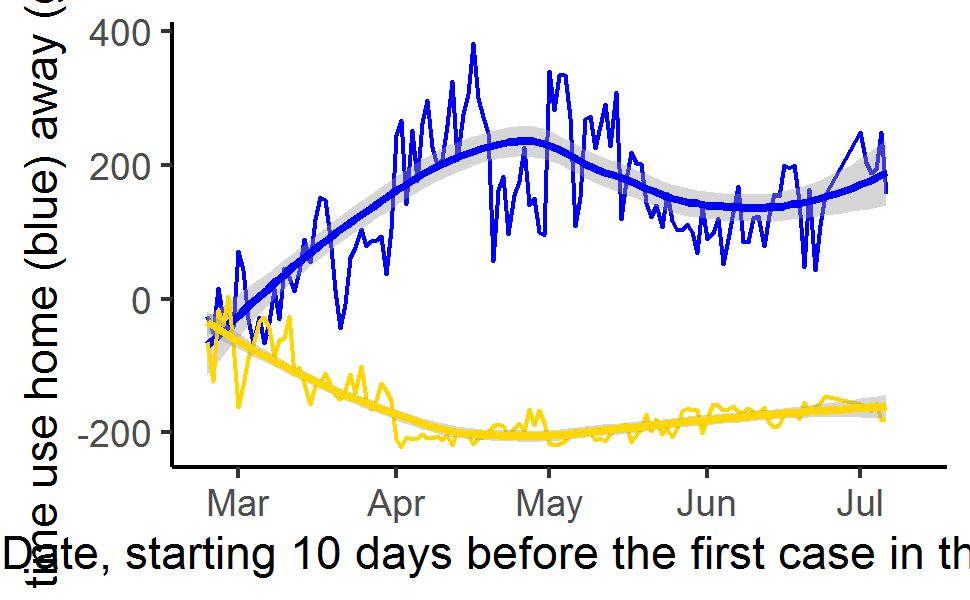 time use home (blue) away (
400
200
0
-200
Mar Apr May Jun Jul
Date, starting 10 days before the first case in th